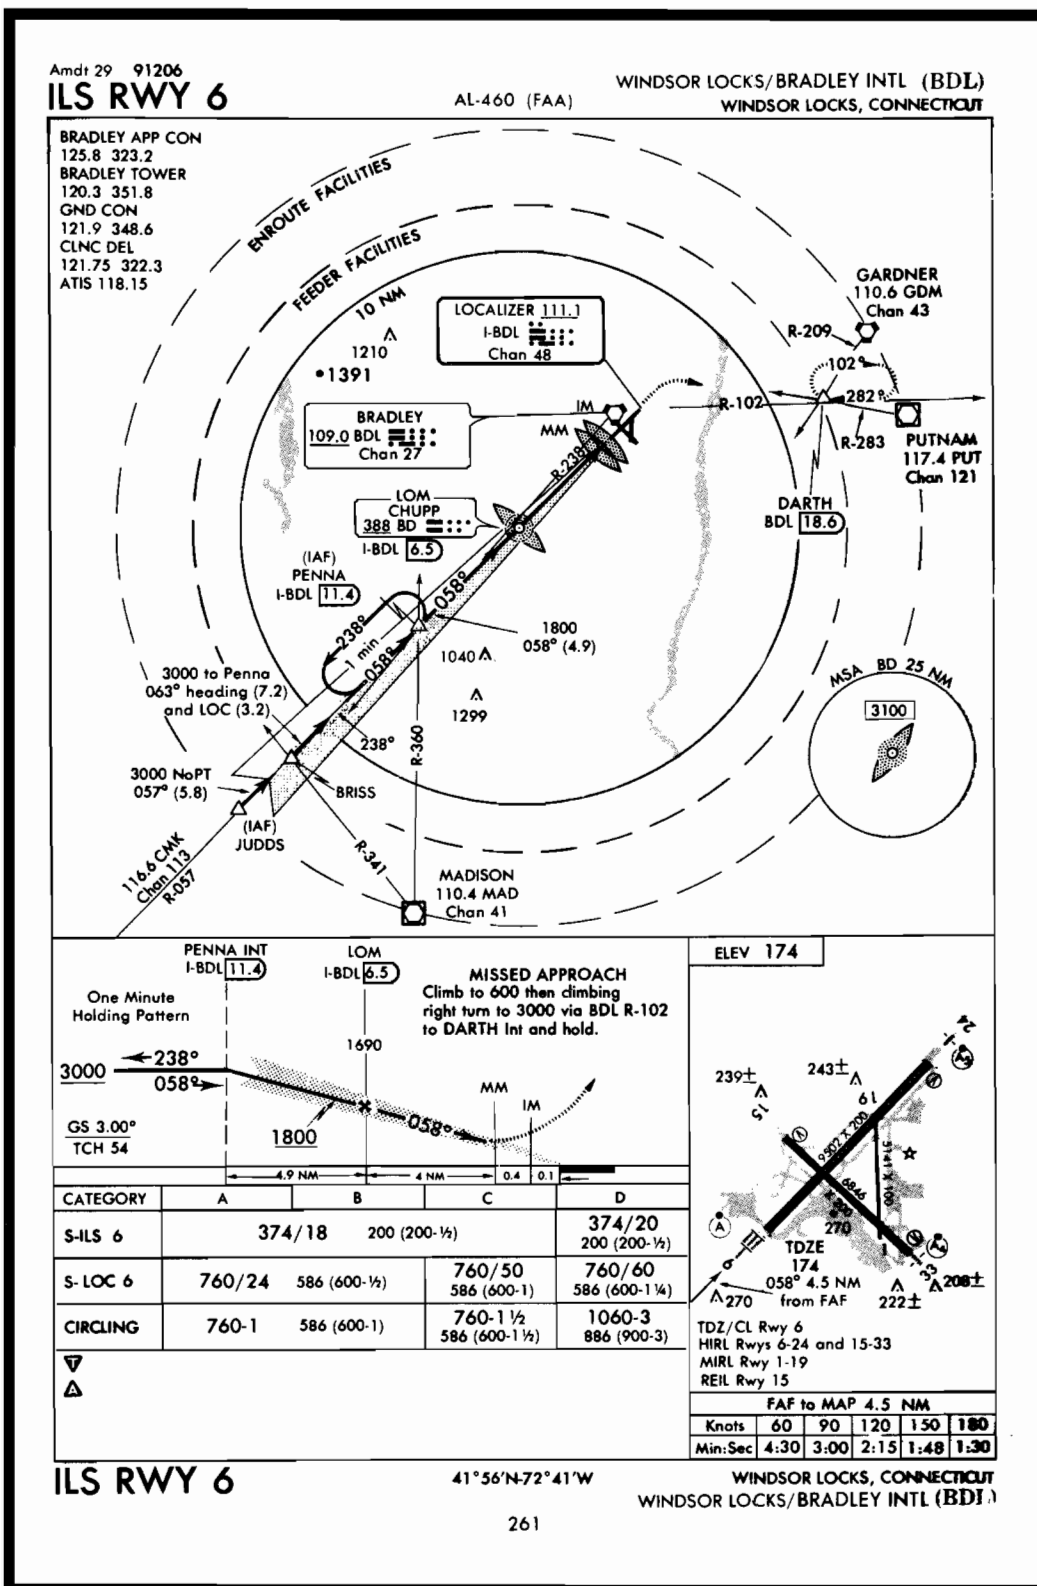 Amdt 29 91206
ILS RWY 6
AL-460 (FAA)
WINDSOR LOCKS/BRADLEY INTL (BDL)
WINDSOR LOCKS, CONNECTICUT
BRADLEY APP CON
125.8 323.2
BRADLEY TOWER
120.3 351.8
GND CON
121.9 348.6
CLNC DEL
121.75 322.3
ATIS 118.15
ENROUTE FACILITIES
FEEDER FACILITIES
10 NM
1210
1391
LOCALIZER 111.1
I-BDL
Chan 48
GARDNER
110.6 GDM
Chan 43
R-209
102°
282°
R-102
R-283
PUTNAM
117.4 PUT
Chan 121
DARTH
BDL 18.6
BRADLEY
109.0 BDL
Chan 27
IM
MM
R-238
LOM
CHUPP
388 BD
I-BDL 6.5
(IAF)
PENNA
I-BDL 11.4
058°
238°
1 min
058°
1800
058° (4.9)
1040
1299
3000 to Penna
063° heading (7.2)
and LOC (3.2)
238°
R-360
3000 NoPT
057° (5.8)
BRISS
(IAF)
JUDDS
R-341
116.6 CMK
Chan 113
R-057
MADISON
110.4 MAD
Chan 41
MSA BD 25 NM
3100
PENNA INT
I-BDL 11.4
LOM
I-BDL 6.5
One Minute
Holding Pattern
MISSED APPROACH
Climb to 600 then climbing
right turn to 3000 via BDL R-102
to DARTH Int and hold.
1690
3000
238°
058°
MM
IM
058°
GS 3.00°
TCH 54
1800
4.9 NM
4 NM
0.4
0.1
CATEGORY A B C D
S-ILS 6 374/18 200 (200-½) 374/20
200 (200-½)
S-LOC 6 760/24 586 (600-½) 760/50
586 (600-1) 760/60
586 (600-1¼)
CIRCLING 760-1 586 (600-1) 760-1½
586 (600-1½) 1060-3
886 (900-3)
T
A
ELEV 174
24
A
239±
243±
15
19
V
9502 X 200
5141 X 100
6846
X 200
270
A
TDZE
174
058° 4.5 NM
from FAF
6
270
1
33
222±
208±
TDZ/CL Rwy 6
HIRL Rwys 6-24 and 15-33
MIRL Rwy 1-19
REIL Rwy 15
FAF to MAP 4.5 NM
Knots 60 90 120 150 180
Min:Sec 4:30 3:00 2:15 1:48 1:30
ILS RWY 6
41°56'N-72°41'W
WINDSOR LOCKS, CONNECTICUT
WINDSOR LOCKS/BRADLEY INTL (BDL)
261